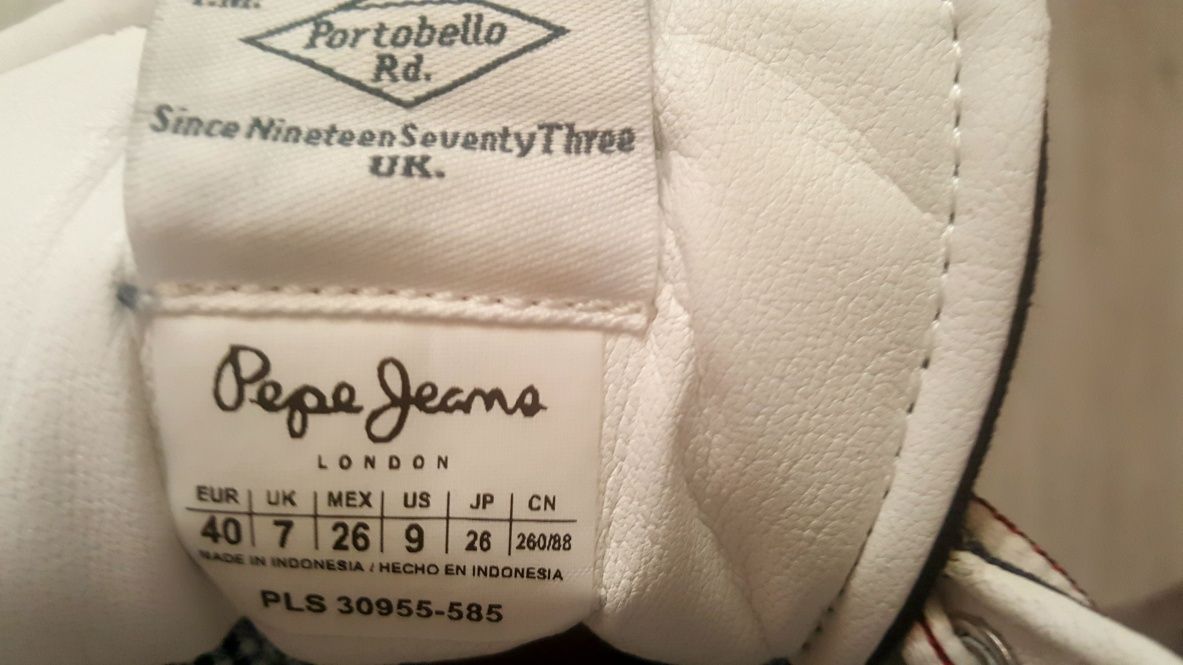 Portobello
Rd.
Since Nineteen Seventy Three
UK.
Pepe Jeans
LONDON
EUR UK MEX US JP CN
40 7 26 9 26 260/88
MADE IN INDONESIA / HECHO EN INDONESIA
PLS 30955-585